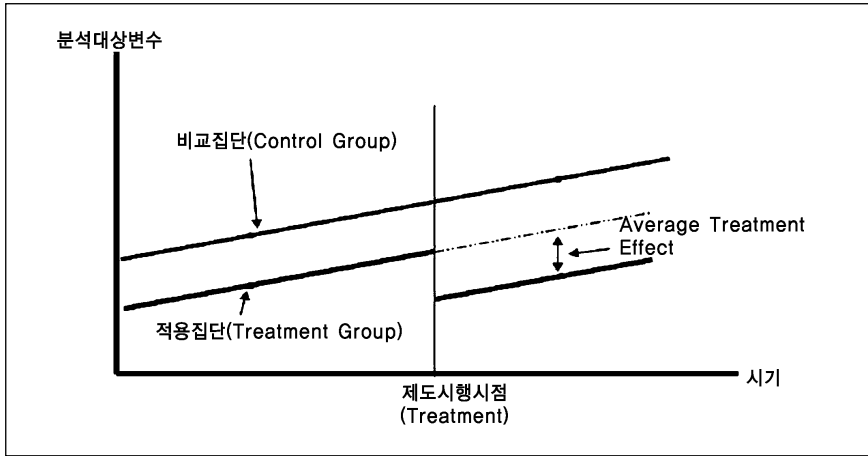 분석대상변수
비교집단(Control Group)
Average Treatment
Effect
적용집단(Treatment Group)
시기
제도시행시점
(Treatment)